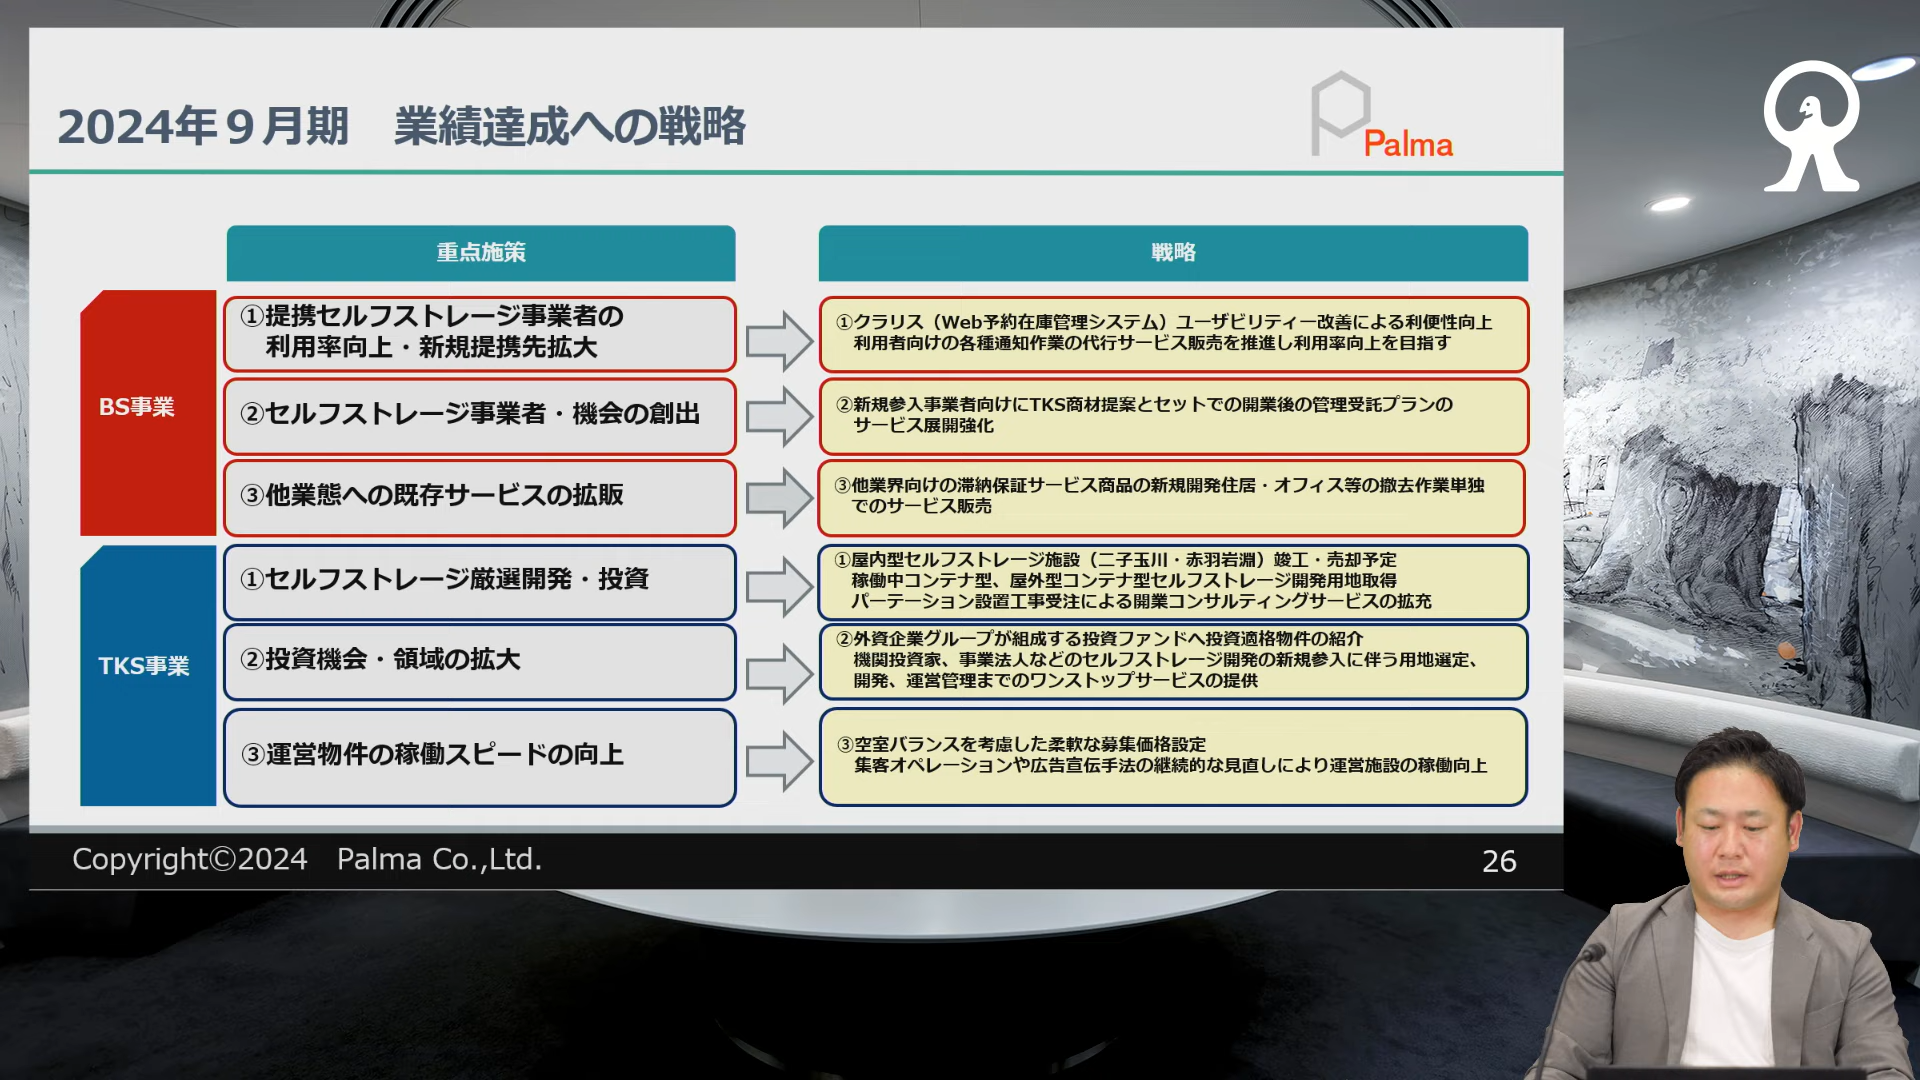 2024年９月期　業績達成への戦略
Palma
重点施策
戦略
BS事業
①提携セルフストレージ事業者の
利用率向上・新規提携先拡大
①クラリス（Web予約在庫管理システム）ユーザビリティー改善による利便性向上
利用者向けの各種通知作業の代行サービス販売を推進し利用率向上を目指す
②セルフストレージ事業者・機会の創出
②新規参入事業者向けにTKS商材提案とセットでの開業後の管理受託プランの
サービス展開強化
③他業態への既存サービスの拡販
③他業界向けの滞納保証サービス商品の新規開発住居・オフィス等の撤去作業単独
でのサービス販売
TKS事業
①セルフストレージ厳選開発・投資
①屋内型セルフストレージ施設（二子玉川・赤羽岩淵）竣工・売却予定
稼働中コンテナ型、屋外型コンテナ型セルフストレージ開発用地取得
パーテーション設置工事受注による開業コンサルティングサービスの拡充
②投資機会・領域の拡大
②外資企業グループが組成する投資ファンドへ投資適格物件の紹介
機関投資家、事業法人などのセルフストレージ開発の新規参入に伴う用地選定、
開発、運営管理までのワンストップサービスの提供
③運営物件の稼働スピードの向上
③空室バランスを考慮した柔軟な募集価格設定
集客オペレーションや広告宣伝手法の継続的な見直しにより運営施設の稼働向上
Copyright©2024　Palma Co.,Ltd.
26